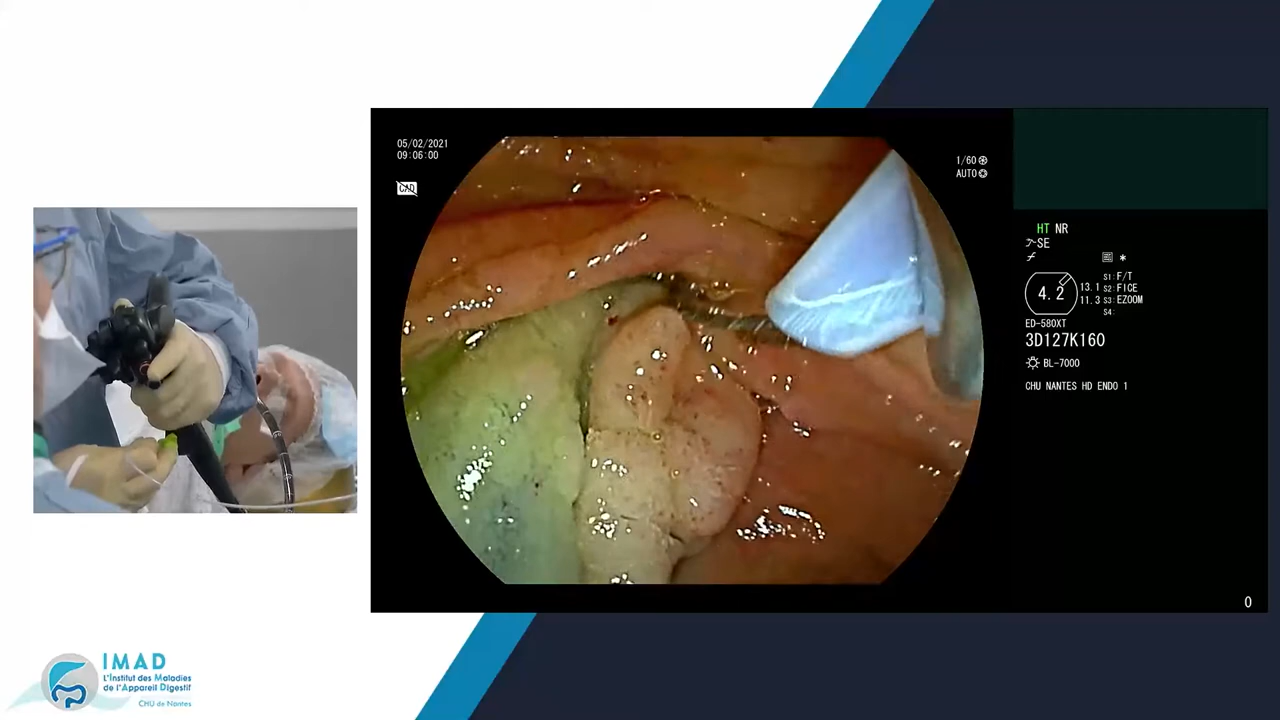 05/02/2021
09:06:00
CAD
1/60
AUTO
HT NR
SE
S1:F/T
4.2 13.1 S2:FICE
11.3 S3:EZOOM
S4:
ED-580XT
3D127K160
BL-7000
CHU NANTES HD ENDO 1
0
IMAD
L'Institut des Maladies
de l'Appareil Digestif
CHU de Nantes